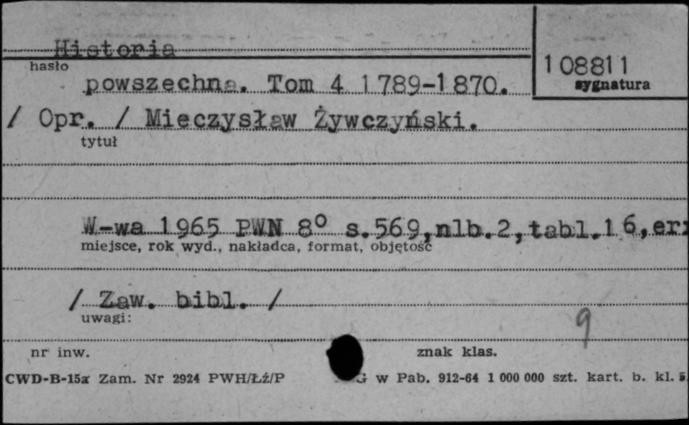 Historia
hasło
108811
sygnatura
powszechna. Tom 4 1789-1870.
/ Opr. / Mieczysław Żywczyński.
tytuł
W-wa 1965 PWN 8° s.569,nlb.2,tabl.16,
miejsce, rok wyd., nakładca, format, objętość
/ Zaw. bibl. /
uwagi:
9
nr inw.
znak klas.
CWD-B-15a Zam. Nr 2924 PWH/Łź/P
G w Pab. 912-64 1 000 000 szt. kart. b. kl.